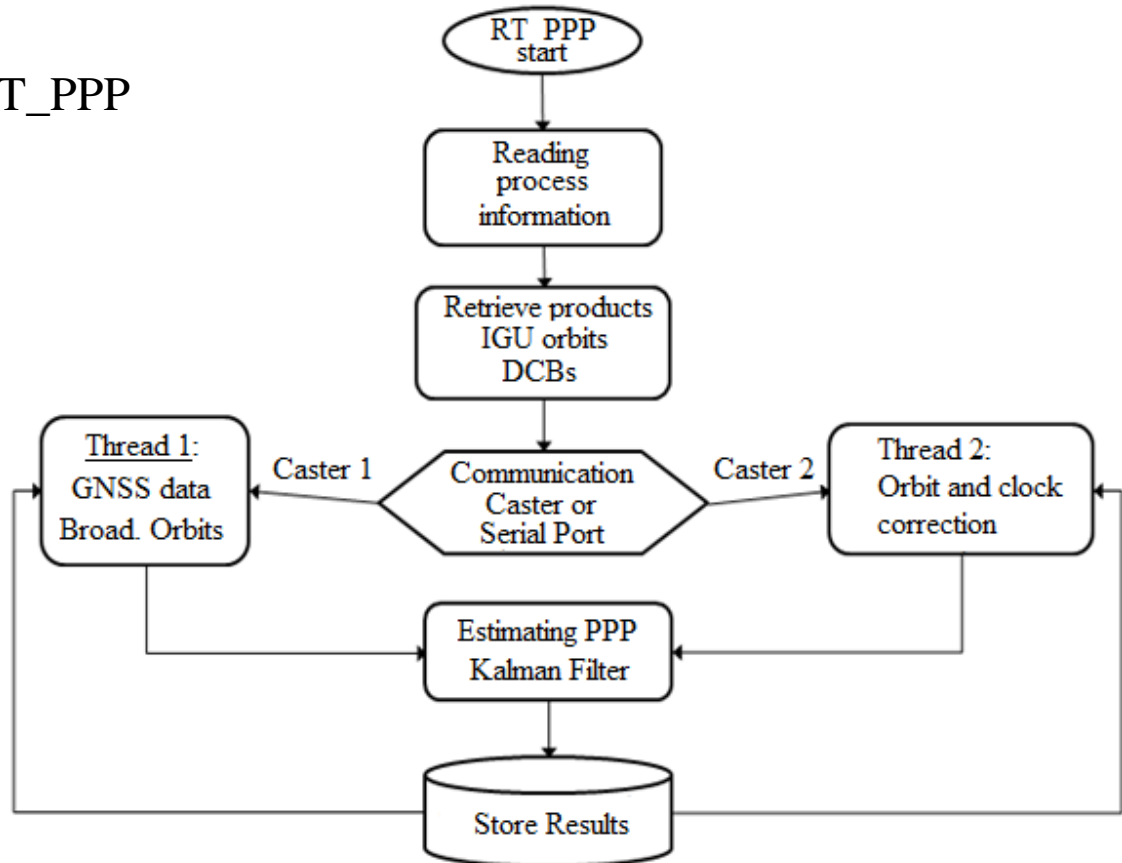 RT_PPP
start
T_PPP
Reading
process
information
Retrieve products
IGU orbits
DCBs
Thread 1:
GNSS data
Broad. Orbits
Caster 1
Communication
Caster or
Serial Port
Caster 2
Thread 2:
Orbit and clock
correction
Estimating PPP
Kalman Filter
Store Results